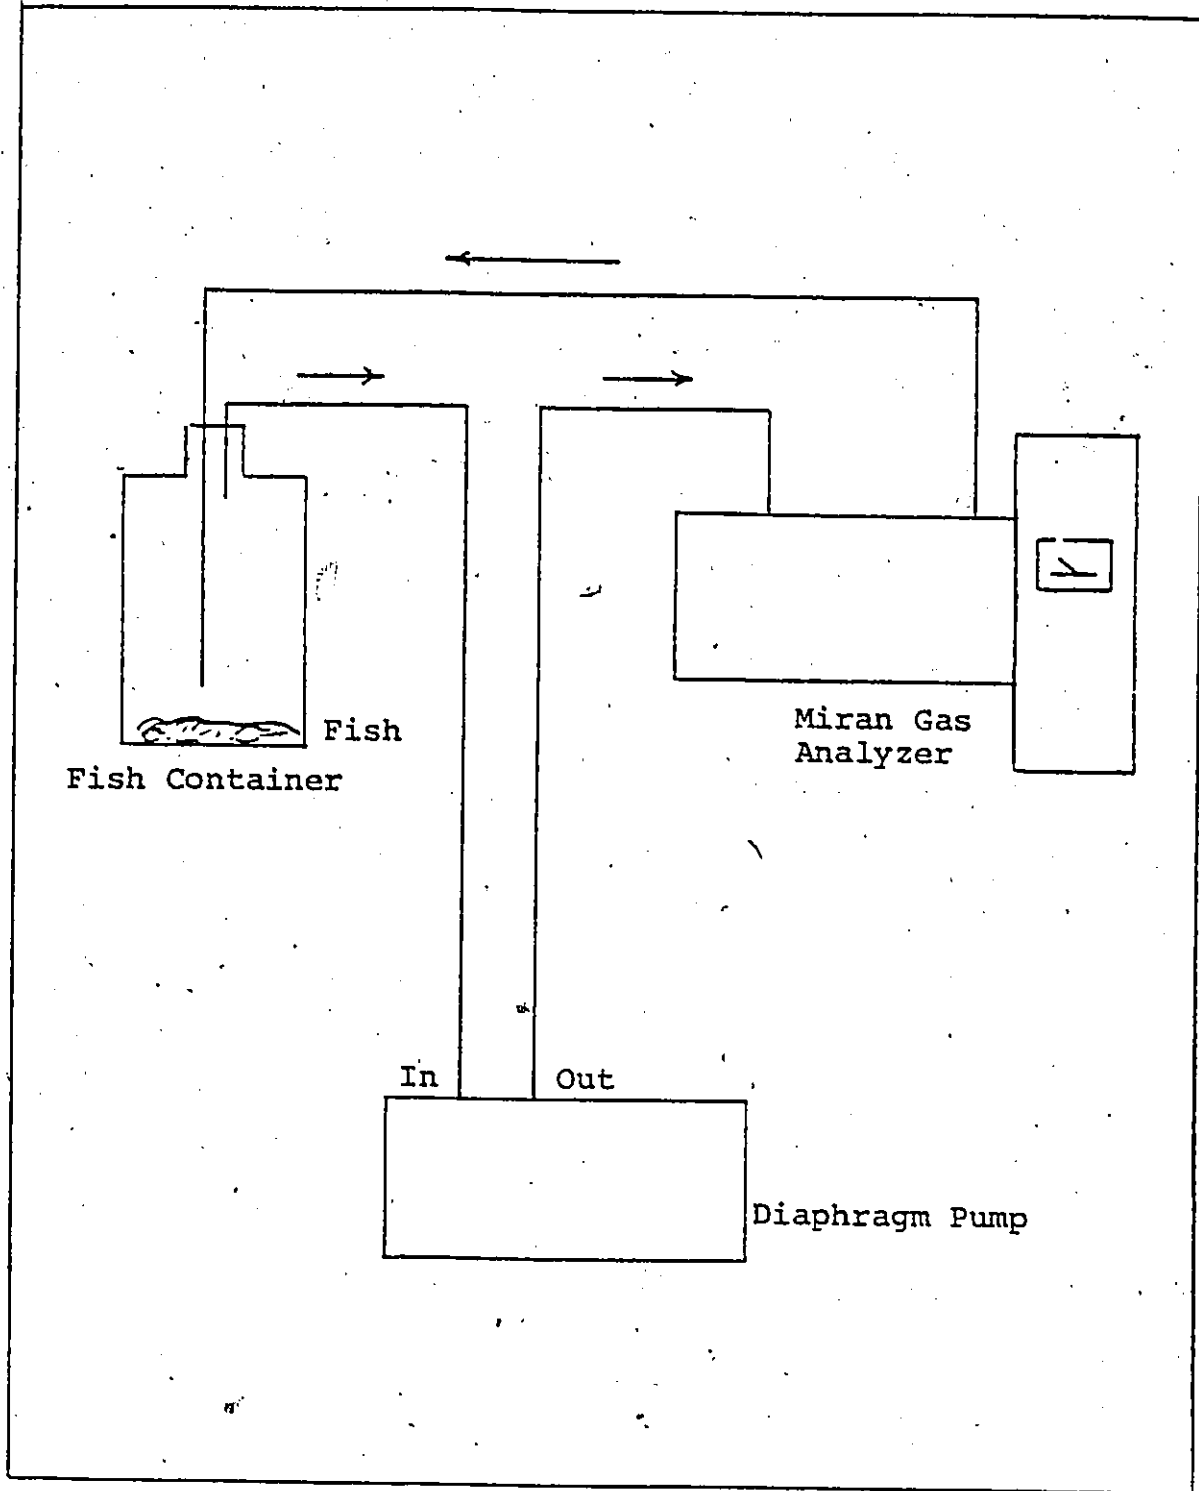 Fish
Fish Container
Miran Gas
Analyzer
In
Out
Diaphragm Pump